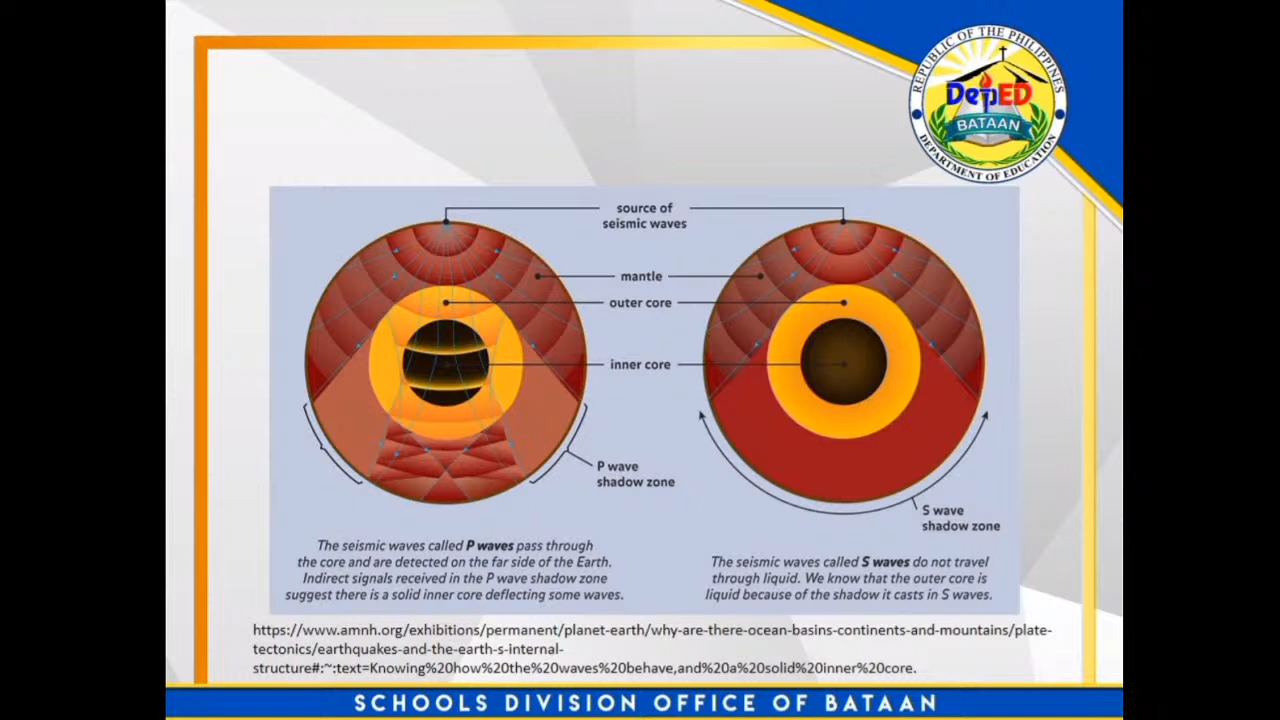 REPUBLIC OF THE PHILIPPINES
DepED
BATAAN
DEPARTMENT OF EDUCATION
source of
seismic waves
mantle
outer core
inner core
P wave
shadow zone
S wave
shadow zone
The seismic waves called P waves pass through
the core and are detected on the far side of the Earth.
Indirect signals received in the P wave shadow zone
suggest there is a solid inner core deflecting some waves.
The seismic waves called S waves do not travel
through liquid. We know that the outer core is
liquid because of the shadow it casts in S waves.
https://www.amnh.org/exhibitions/permanent/planet-earth/why-are-there-ocean-basins-continents-and-mountains/plate-
tectonics/earthquakes-and-the-earth-s-internal-
structure#:~:text=Knowing%20how%20the%20waves%20behave,and%20a%20solid%20inner%20core.
SCHOOLS DIVISION OFFICE OF BATAAN